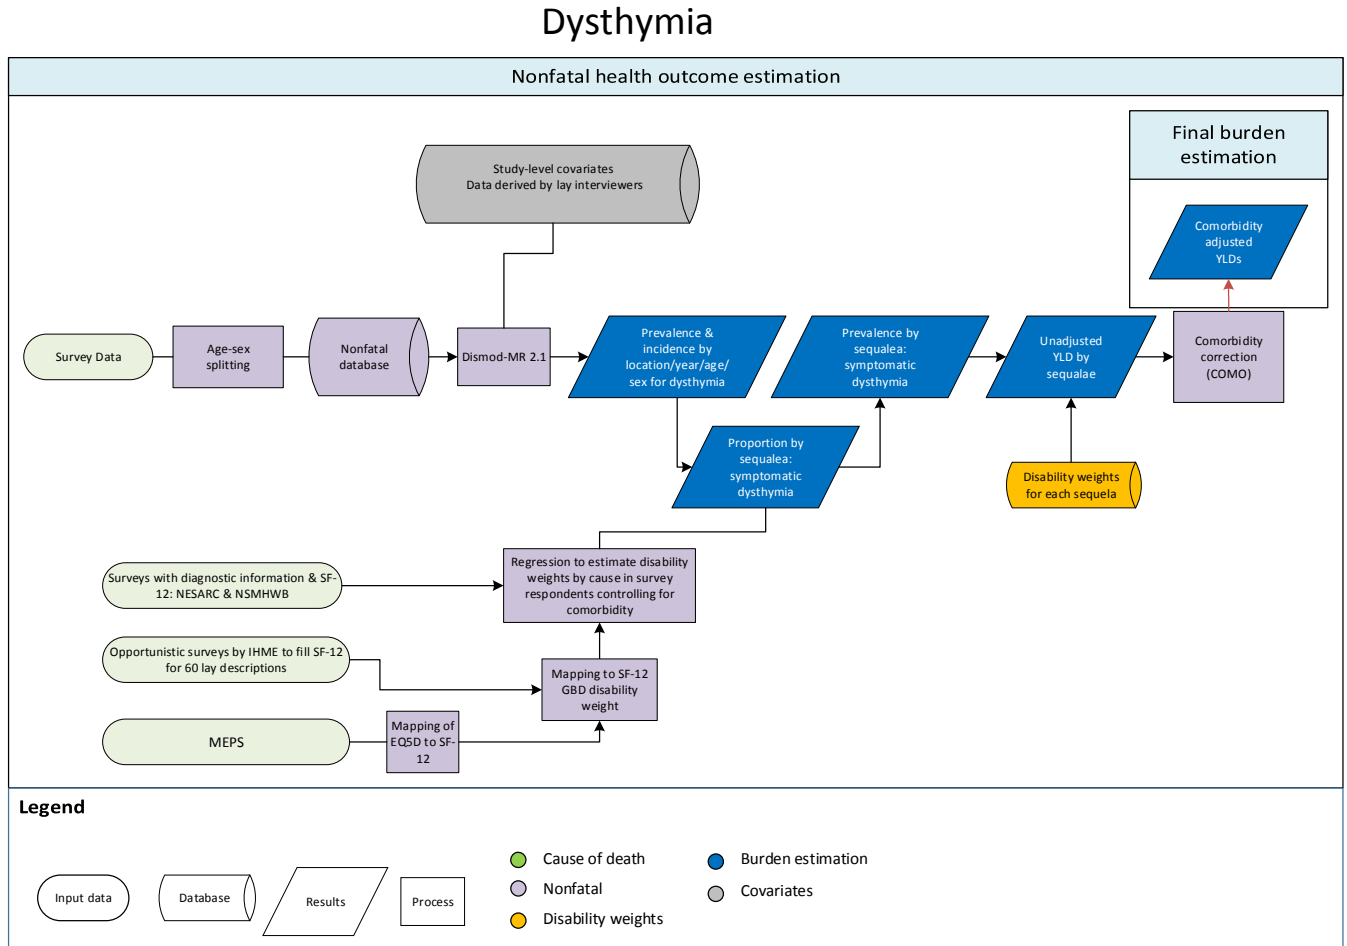 Dysthymia
Nonfatal health outcome estimation
Final burden
estimation
Study-level covariates
Data derived by lay interviewers
Comorbidity
adjusted
YLDs
Survey Data
Age-sex
splitting
Nonfatal
database
Dismod-MR 2.1
Prevalence &
incidence by
location/year/age/
sex for dysthymia
Prevalence by
sequalea:
symptomatic
dysthymia
Unadjusted
YLD by
sequalae
Comorbidity
correction
(COMO)
Proportion by
sequalea:
symptomatic
dysthymia
Disability weights
for each sequela
Surveys with diagnostic information & SF-
12: NESARC & NSMHWB
Regression to estimate disability
weights by cause in survey
respondents controlling for
comorbidity
Opportunistic surveys by IHME to fill SF-12
for 60 lay descriptions
Mapping to SF-12
GBD disability
weight
MEPS
Mapping of
EQ5D to SF-
12
Legend
Input data
Database
Results
Process
Cause of death
Nonfatal
Disability weights
Burden estimation
Covariates